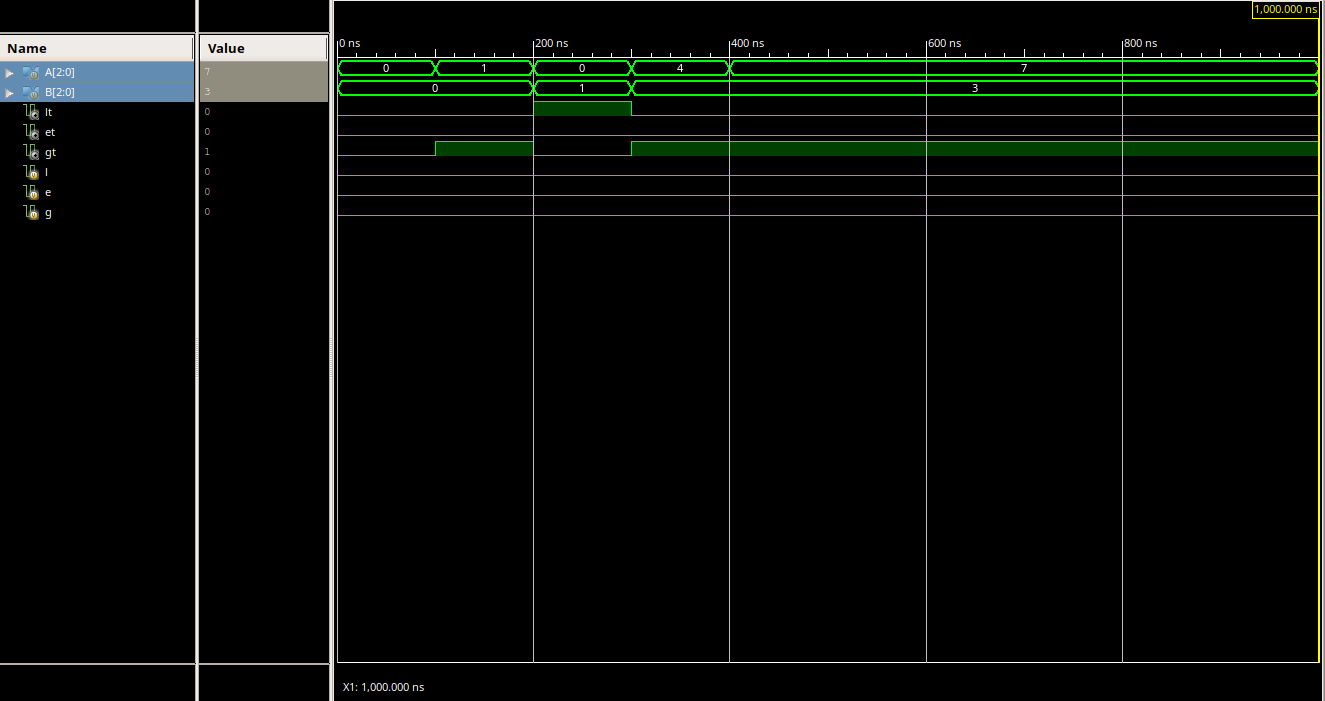 1,000.000 ns
Name Value
0 ns 200 ns 400 ns 600 ns 800 ns
A[2:0] 7 0 1 0 4 7
B[2:0] 3 0 1 3
lt 0
et 0
gt 1
l 0
e 0
g 0
X1: 1,000.000 ns